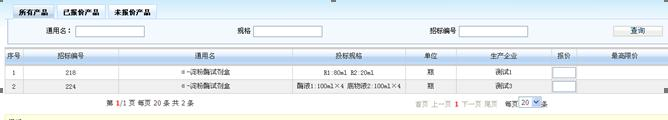 所有产品 已报价产品 未报价产品
通用名： 规格 招标编号 查询
序号 招标编号 通用名 投标规格 单位 生产企业 报价 最高限价
1 218 α-淀粉酶试剂盒 R1:80ml R2:20ml 瓶 测试1
2 224 α-淀粉酶试剂盒 酶液1:100ml×4 底物液2:100ml×4 瓶 测试3
第 1/1 页 每页 20 条 共 2 条 首页 上一页 1 下一页 尾页 每页 20 条